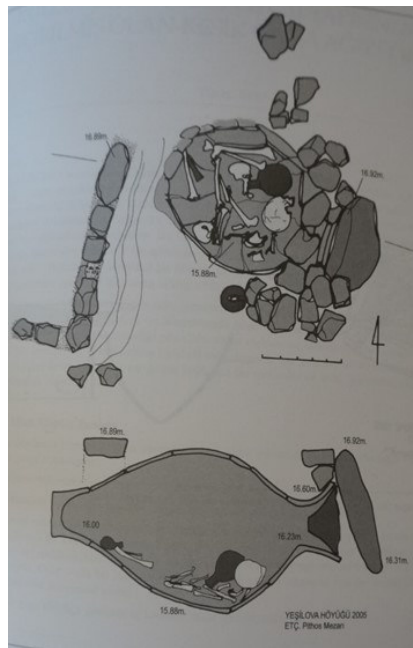 16.89m.
16.92m.
15.88m.
16.89m.
16.92m.
16.60m.
16.00
16.23m.
16.31m.
15.88m.
YEŞİLOVA HÖYÜĞÜ 2005
ETÇ. Pithos Mezarı